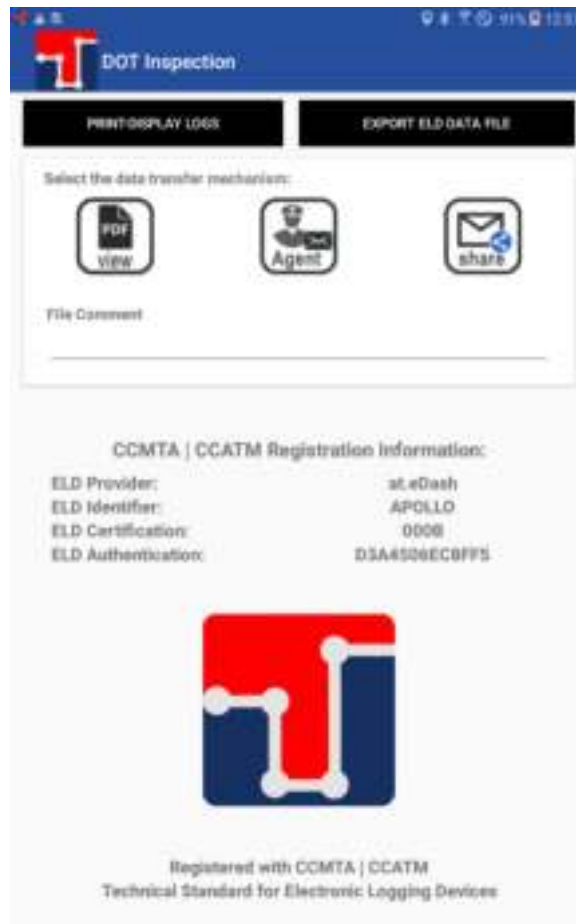 91%
DOT Inspection
PRINT-DISPLAY LOGS
EXPORT ELD DATA FILE
Select the data transfer mechanism:
PDF
view
Agent
share
File Comment
CCMTA | CCATM Registration Information:
ELD Provider: at.eDash
ELD Identifier: APOLLO
ELD Certification:
ELD Authentication:
Registered with CCMTA | CCATM
Technical Standard for Electronic Logging Devices